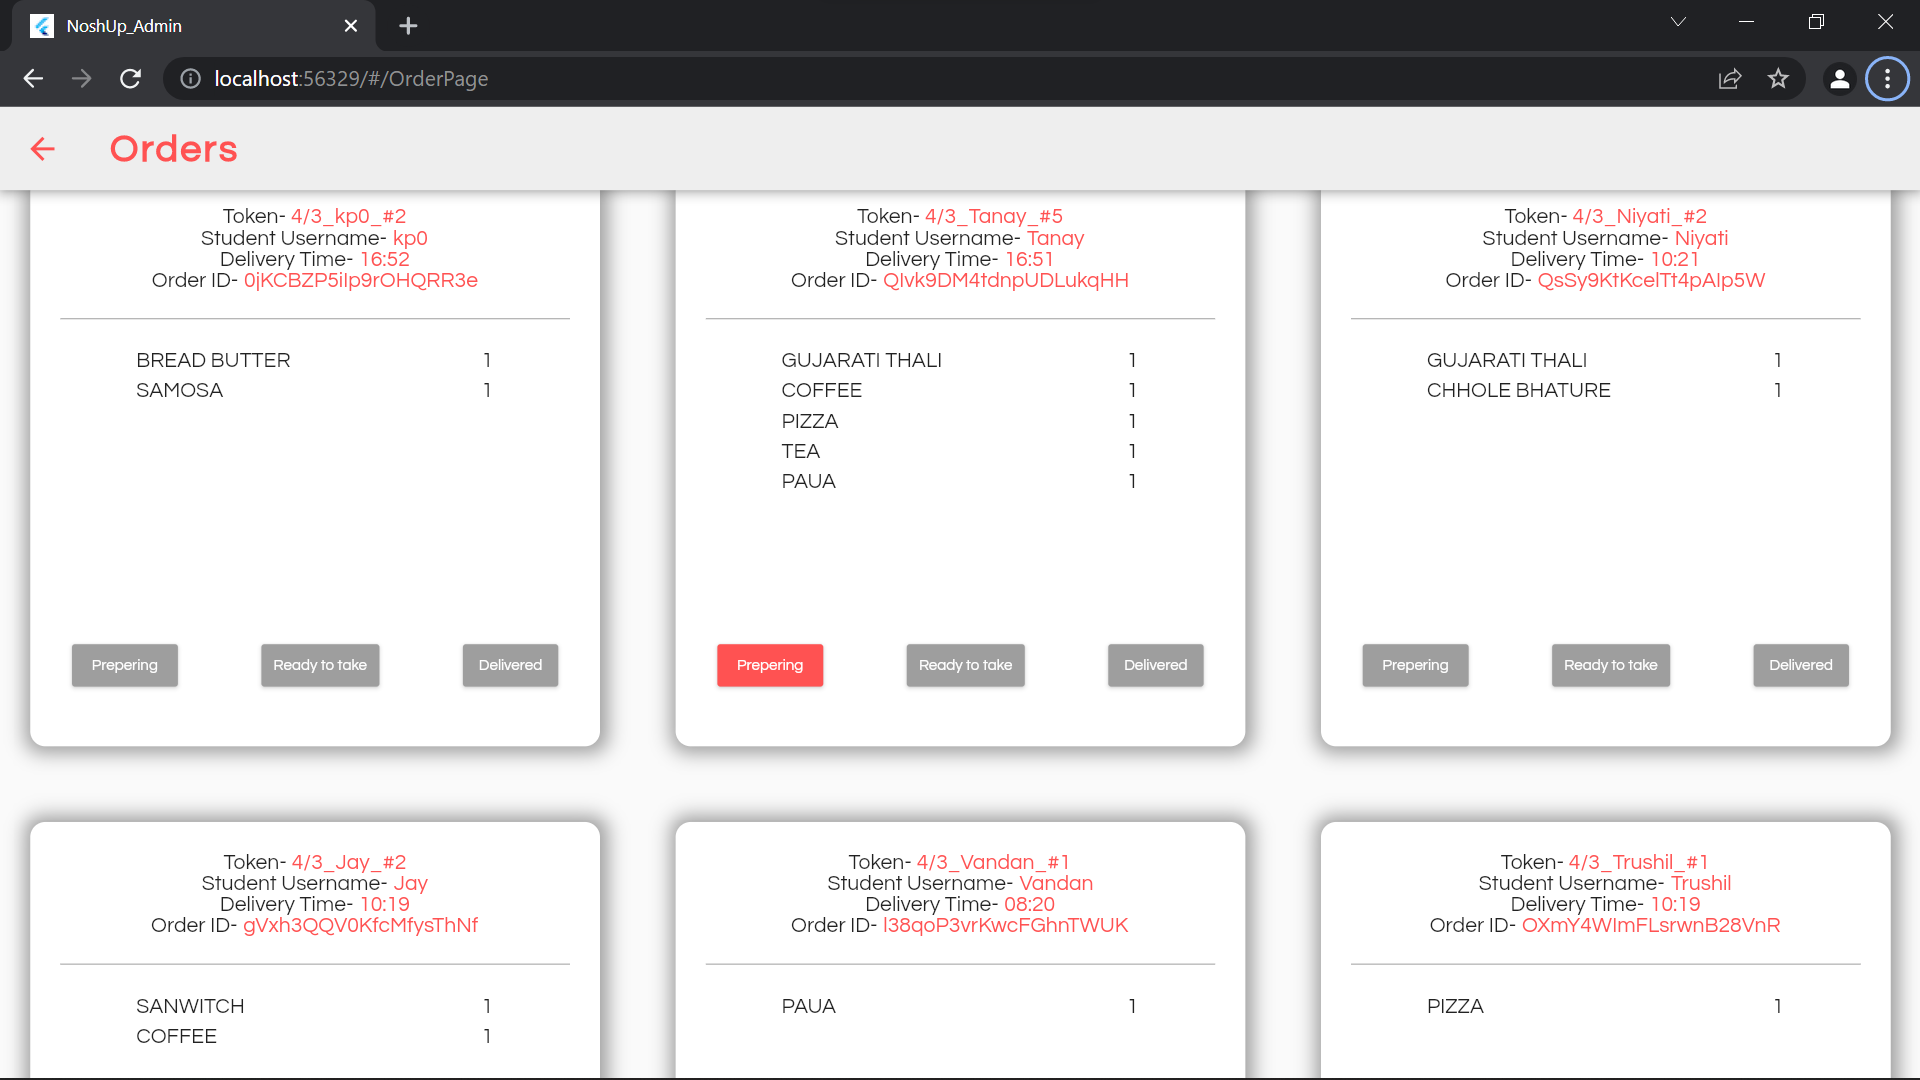 NoshUp_Admin
localhost:56329/#/OrderPage
Orders
Token- 4/3_kp0_#2
Student Username- kp0
Delivery Time- 16:52
Order ID- 0jKCBZP5iIp9rOHQRR3e
BREAD BUTTER 1
SAMOSA 1
Prepering Ready to take Delivered
Token- 4/3_Tanay_#5
Student Username- Tanay
Delivery Time- 16:51
Order ID- QIvk9DM4tdnpUDLukqHH
GUJARATI THALI 1
COFFEE 1
PIZZA 1
TEA 1
PAUA 1
Prepering Ready to take Delivered
Token- 4/3_Niyati_#2
Student Username- Niyati
Delivery Time- 10:21
Order ID- QsSy9KtKcelTt4pAIp5W
GUJARATI THALI 1
CHHOLE BHATURE 1
Prepering Ready to take Delivered
Token- 4/3_Jay_#2
Student Username- Jay
Delivery Time- 10:19
Order ID- gVxh3QQV0KfcMfysThNf
SANWITCH 1
COFFEE 1
Token- 4/3_Vandan_#1
Student Username- Vandan
Delivery Time- 08:20
Order ID- l38qoP3vrKwcFGhnTWUK
PAUA 1
Token- 4/3_Trushil_#1
Student Username- Trushil
Delivery Time- 10:19
Order ID- OXmY4WImFLsrwnB28VnR
PIZZA 1